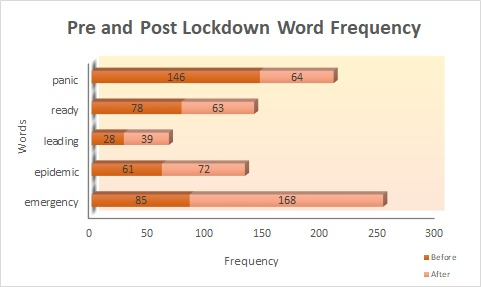 Pre and Post Lockdown Word Frequency
panic 146 64
ready 78 63
leading 28 39
epidemic 61 72
emergency 85 168
Words
0 50 100 150 200 250 300
Frequency
Before
After